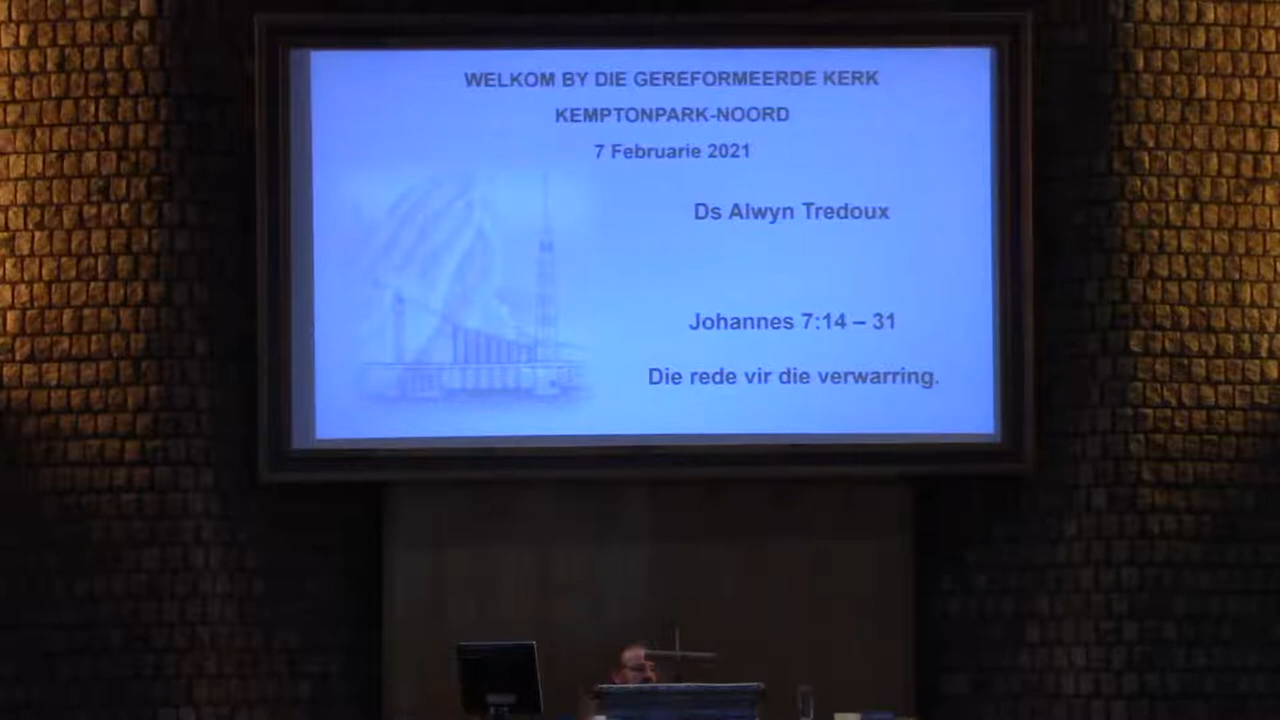 WELKOM BY DIE GEREFORMEERDE KERK
KEMPTONPARK-NOORD
7 Februarie 2021
Ds Alwyn Tredoux
Johannes 7:14 – 31
Die rede vir die verwarring.